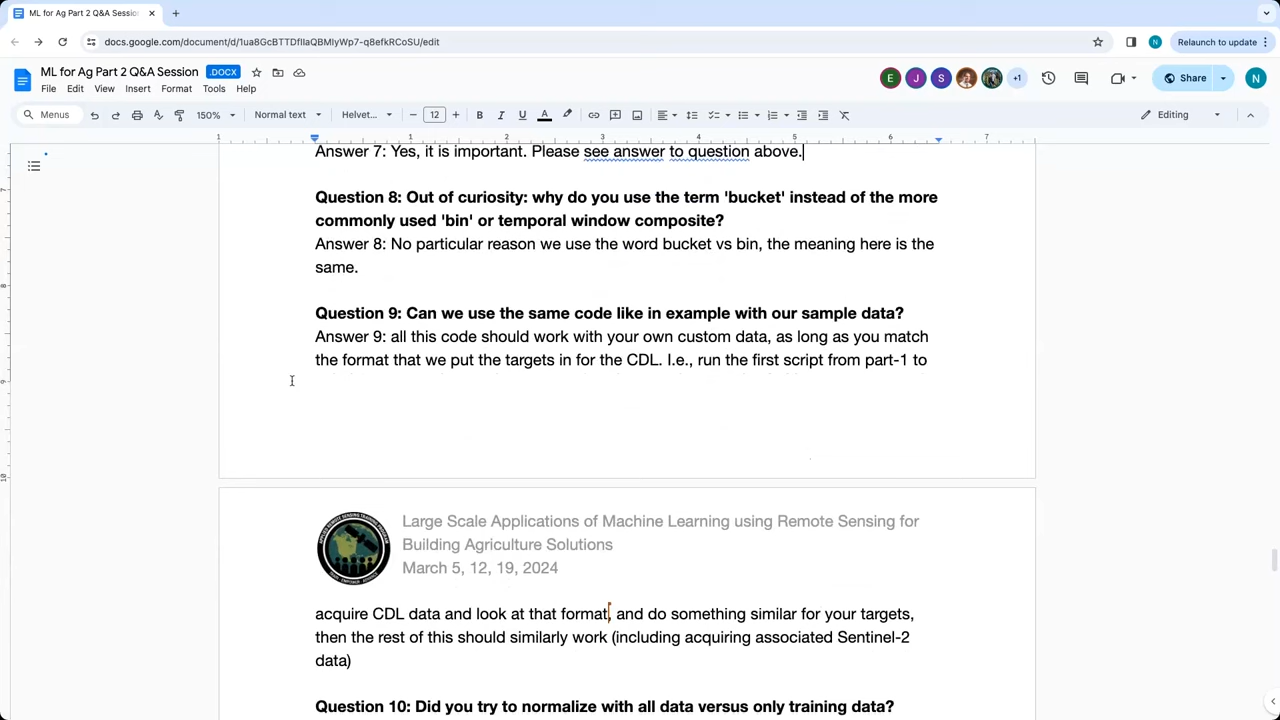 ML for Ag Part 2 Q&A Session
docs.google.com/document/d/1ua8GcBTTDfIlaQBMlyWp7-q8efkRCoSU/edit
N
Relaunch to update
ML for Ag Part 2 Q&A Session
.DOCX
File Edit View Insert Format Tools Help
E J S +1
Share
N
Menus
150%
Normal text
Helvet...
12
B I U A
Editing
1 1 2 3 4 5 6 7
Answer 7: Yes, it is important. Please see answer to question above.
Question 8: Out of curiosity: why do you use the term 'bucket' instead of the more
commonly used 'bin' or temporal window composite?
Answer 8: No particular reason we use the word bucket vs bin, the meaning here is the
same.
Question 9: Can we use the same code like in example with our sample data?
Answer 9: all this code should work with your own custom data, as long as you match
the format that we put the targets in for the CDL. I.e., run the first script from part-1 to
Large Scale Applications of Machine Learning using Remote Sensing for
Building Agriculture Solutions
March 5, 12, 19, 2024
acquire CDL data and look at that format, and do something similar for your targets,
then the rest of this should similarly work (including acquiring associated Sentinel-2
data)
Question 10: Did you try to normalize with all data versus only training data?